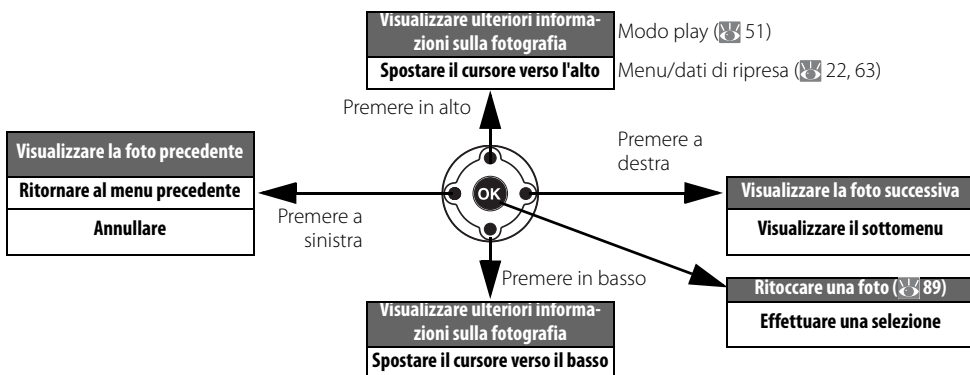 Visualizzare ulteriori informa-
zioni sulla fotografia
Spostare il cursore verso l'alto
Modo play ( 51)
Menu/dati di ripresa ( 22, 63)
Premere in alto
Premere a
destra
Visualizzare la foto precedente
Ritornare al menu precedente
Annullare
Premere a
sinistra
OK
Visualizzare la foto successiva
Visualizzare il sottomenu
Premere in basso
Ritoccare una foto ( 89)
Effettuare una selezione
Visualizzare ulteriori informa-
zioni sulla fotografia
Spostare il cursore verso il basso